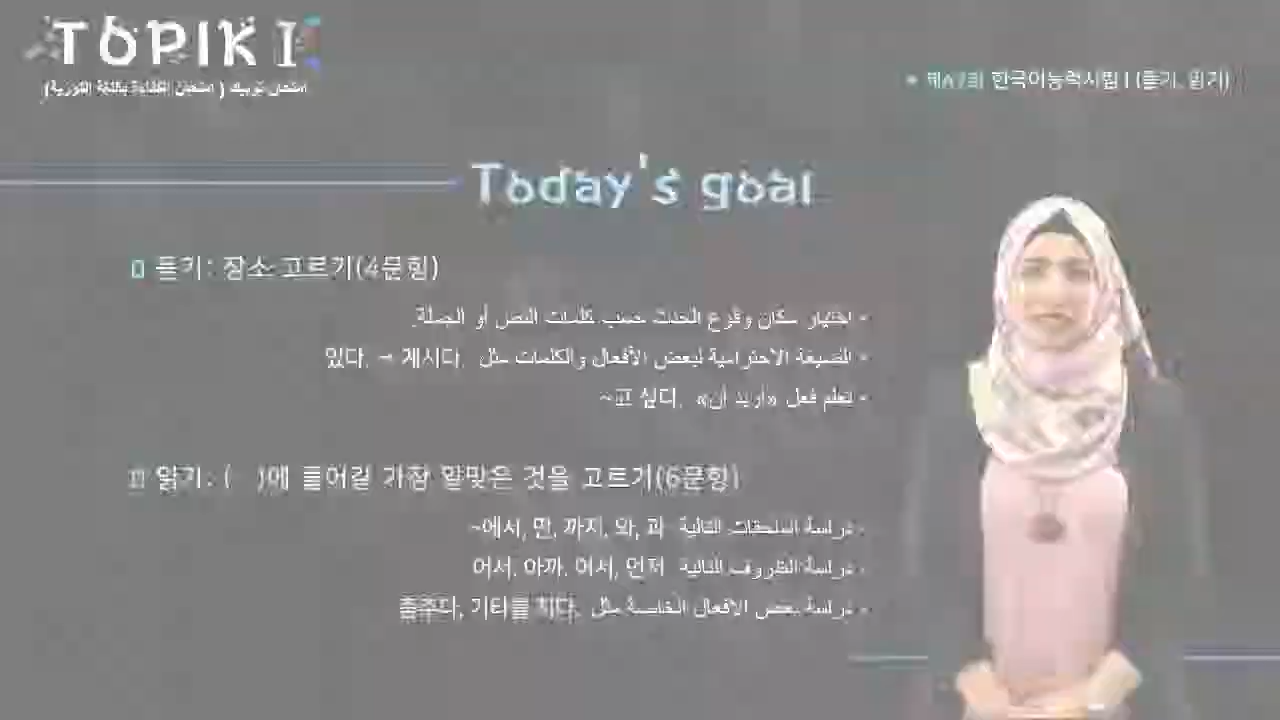 TOPIK I
امتحان توبيك ( امتحان الكفاءة باللغة الكورية)
한국어능력시험 I (듣기, 읽기)
Today's goal
듣기: 장소 고르기(4문항)
- اختيار مكان وقوع الحدث حسب كلمات النص أو الجملة.
- الصيغة الاحترامية لبعض الأفعال والكلمات مثل 있다. → 계시다.
- تعلم فعل «أريد أن» ~고 싶다.
읽기: ( )에 들어갈 가장 알맞은 것을 고르기(6문항)
- دراسة الملحقات التالية ~에서, 만, 까지, 와, 과
- دراسة الظروف التالية 어서, 아까, 어서, 먼저
- دراسة بعض الافعال الخاصة مثل 춤추다, 기타를 치다.